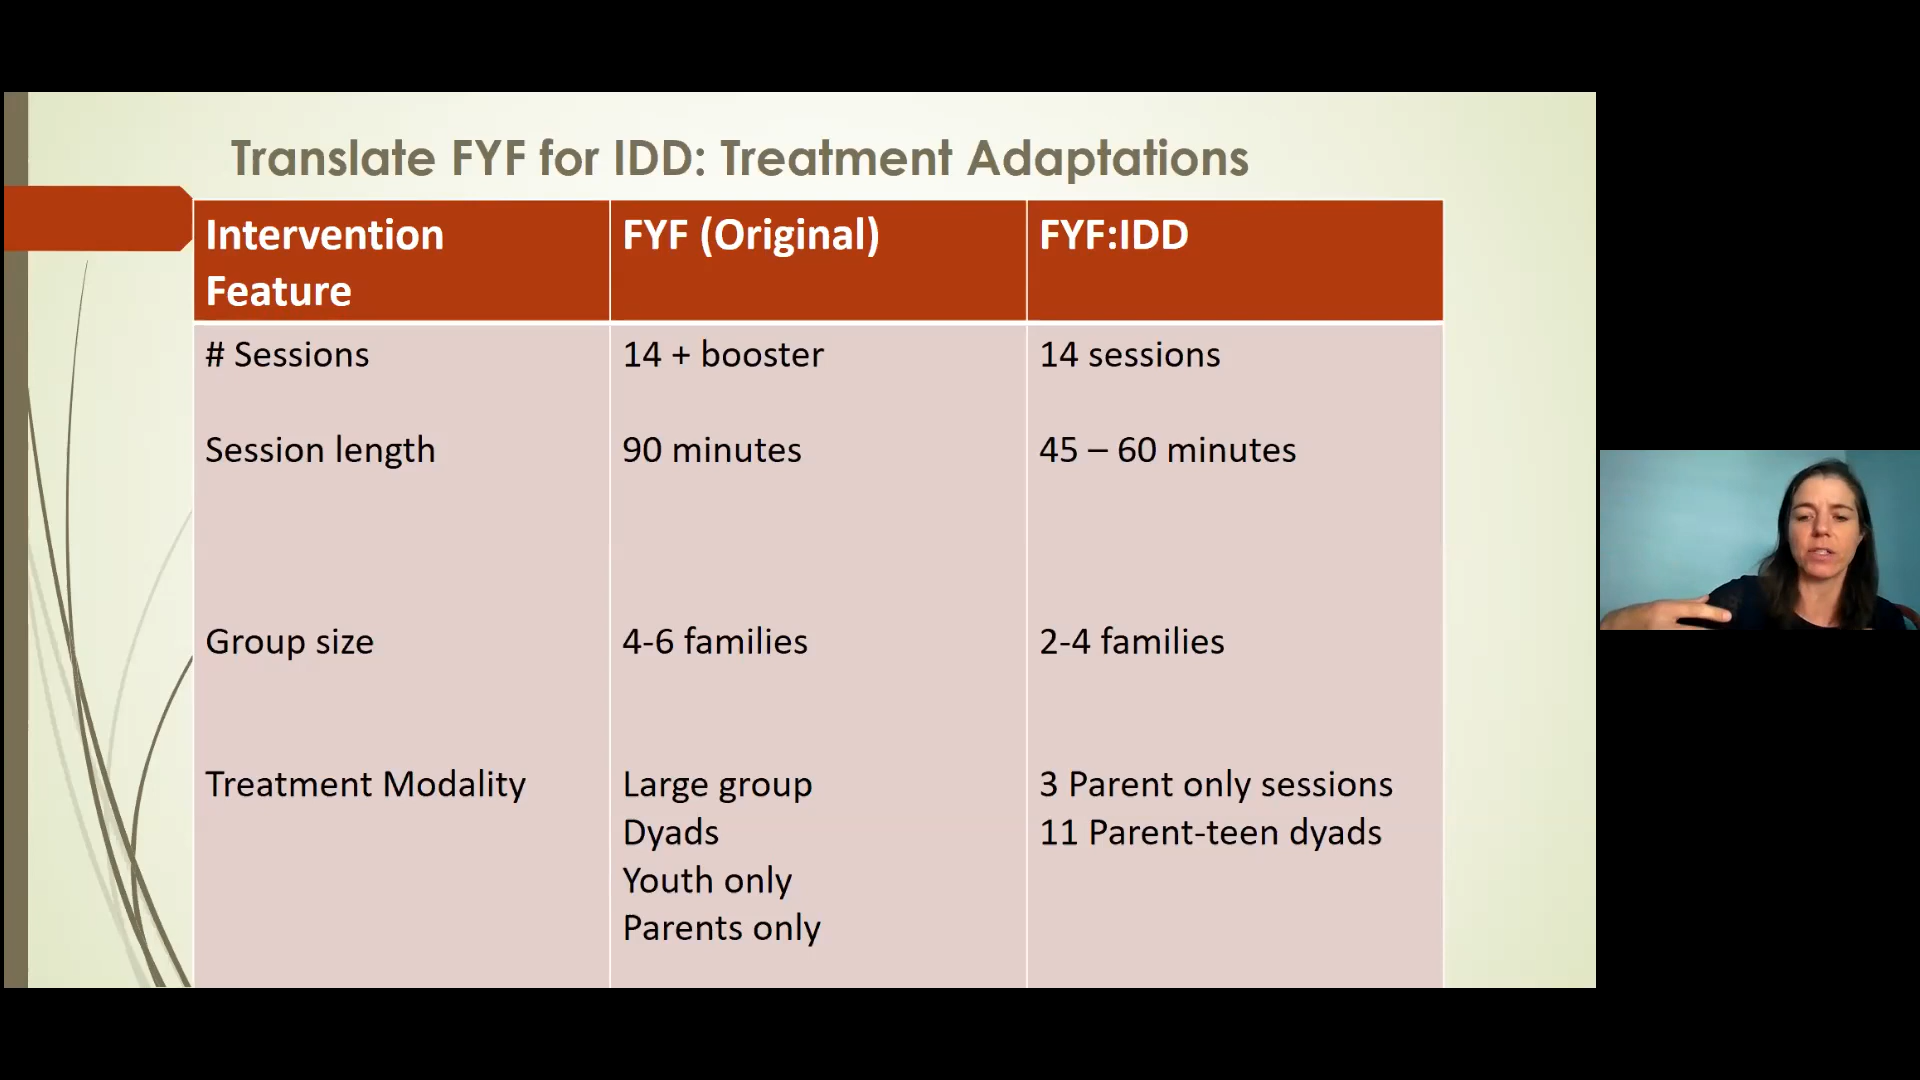 Translate FYF for IDD: Treatment Adaptations
Intervention Feature
FYF (Original)
FYF:IDD
# Sessions
14 + booster
14 sessions
Session length
90 minutes
45 – 60 minutes
Group size
4-6 families
2-4 families
Treatment Modality
Large group
Dyads
Youth only
Parents only
3 Parent only sessions
11 Parent-teen dyads